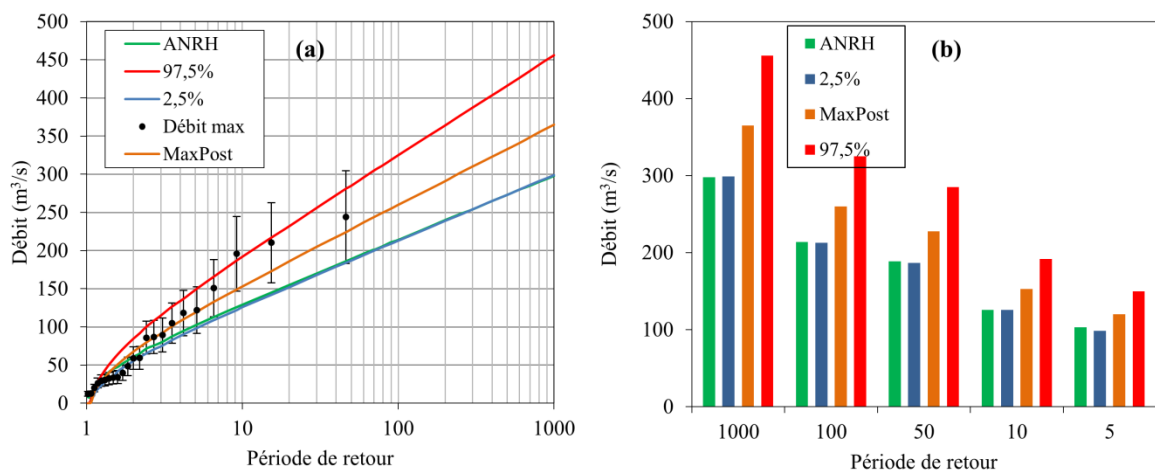 (a)
Débit (m³/s)
500
450
400
350
300
250
200
150
100
50
0
ANRH
97,5%
2,5%
Débit max
MaxPost
1
10
100
1000
Période de retour
(b)
Débit (m³/s)
500
400
300
200
100
0
ANRH
2,5%
MaxPost
97,5%
1000
100
50
10
5
Période de retour